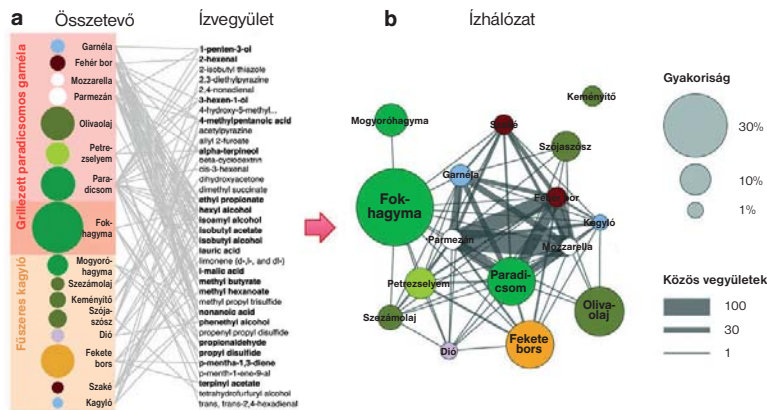 a
Összetevő
Ízvegyület
Grillezett paradicsomos garnéla
Fűszeres kagyló
Garnéla
Fehér bor
Mozzarella
Parmezán
Olivaolaj
Petre-
zselyem
Para-
dicsom
Fok-
hagyma
Mogyoró-
hagyma
Szezámolaj
Keményítő
Szója-
szósz
Dió
Fekete
bors
Szaké
Kagyló
1-penten-3-ol
2-hexenal
2-isobutyl thiazole
2,3-diethylpyrazine
2,4-nonadienal
3-hexen-1-ol
4-hydroxy-5-methyl...
4-methylpentanoic acid
acetylpyrazine
allyl 2-furoate
alpha-terpineol
beta-cyclodextrin
cis-3-hexenal
dihydroxyacetone
dimethyl succinate
ethyl propionate
hexyl alcohol
isoamyl alcohol
isobutyl acetate
isobutyl alcohol
lauric acid
limonene (d-,l-, and dl-)
l-malic acid
methyl butyrate
methyl hexanoate
methyl propyl trisulfide
nonanoic acid
phenethyl alcohol
propenyl propyl disulfide
propionaldehyde
propyl disulfide
p-mentha-1,3-diene
p-menth-1-ene-9-al
terpinyl acetate
tetrahydrofurfuryl alcohol
trans, trans-2,4-hexadienal
b
Ízhálózat
Keményítő
Mogyoróhagyma
Szaké
Szójaszósz
Garnéla
Fok-
hagyma
Fehér bor
Kagyló
Parmezán
Mozzarella
Petrezselyem
Paradi-
csom
Szezámolaj
Oliva-
olaj
Dió
Fekete
bors
Gyakoriság
30%
10%
1%
Közös vegyületek
100
30
1